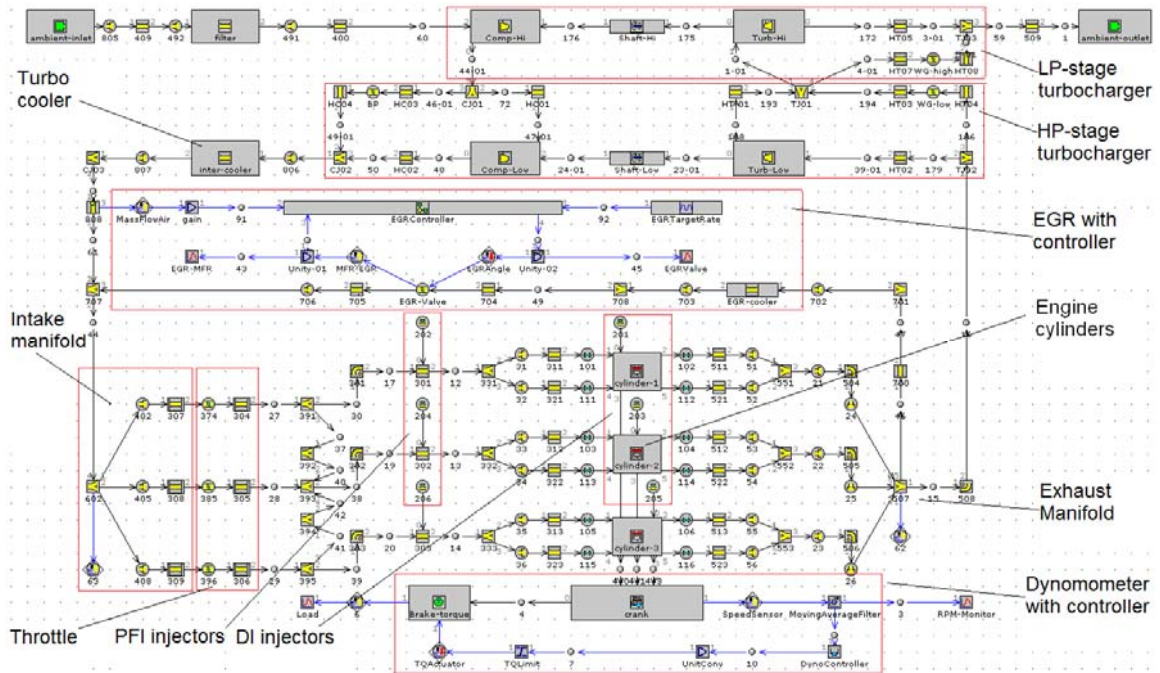 ambient-inlet 805 409 492 filter 491 400 60 Comp-Hi 176 Shaft-Hi 175 Turb-Hi 172 HT05 3-01 TJ03 59 509 1 ambient-outlet
44-01 1-01 4-01 HT07 WG-high HT08
LP-stage
turbocharger
Turbo
cooler
HC04 BP HC03 46-01 CJ01 72 HC01 193 TJ01 194 HT03 WG-low HT04
49-01 47-01 188 186
HP-stage
turbocharger
CJ03 807 inter-cooler 806 CJ02 50 HC02 40 Comp-Low 24-01 Shaft-Low 23-01 Turb-Low 39-01 HT02 179 TJ02
808 MassFlowAir gain 91 EGRController 92 EGRTargetRate
EGR with
controller
61 EGR-MFR 43 Unity-01 MFR-EGR EGRAngle Unity-02 45 EGRValve
707 706 705 EGR-Valve 704 49 708 703 EGR-cooler 702 701
44 202 201 47
Intake
manifold
Engine
cylinders
17 301 12 331 31 311 101 cylinder-1 102 511 51 551 21 504 700
402 307 374 304 27 391 30 204 32 321 111 203 112 521 52 24
37 392 19 302 13 332 33 312 103 cylinder-2 104 512 53 552 22 505
40
602 405 308 385 305 28 393 38 206 34 322 113 205 114 522 54 25 507 15 508
42
Exhaust
Manifold
41 20 303 14 333 35 313 105 cylinder-3 106 513 55 553 23 506 62
63 408 309 396 306 29 395 39 36 323 115 116 523 56 26
Load 6 Brake-torque 4 crank SpeedSensor MovingAverageFilter 3 RPM-Monitor
Dynomometer
with controller
Throttle PFI injectors DI injectors
TQActuator TQLimit 7 UnitConv 10 DynoController